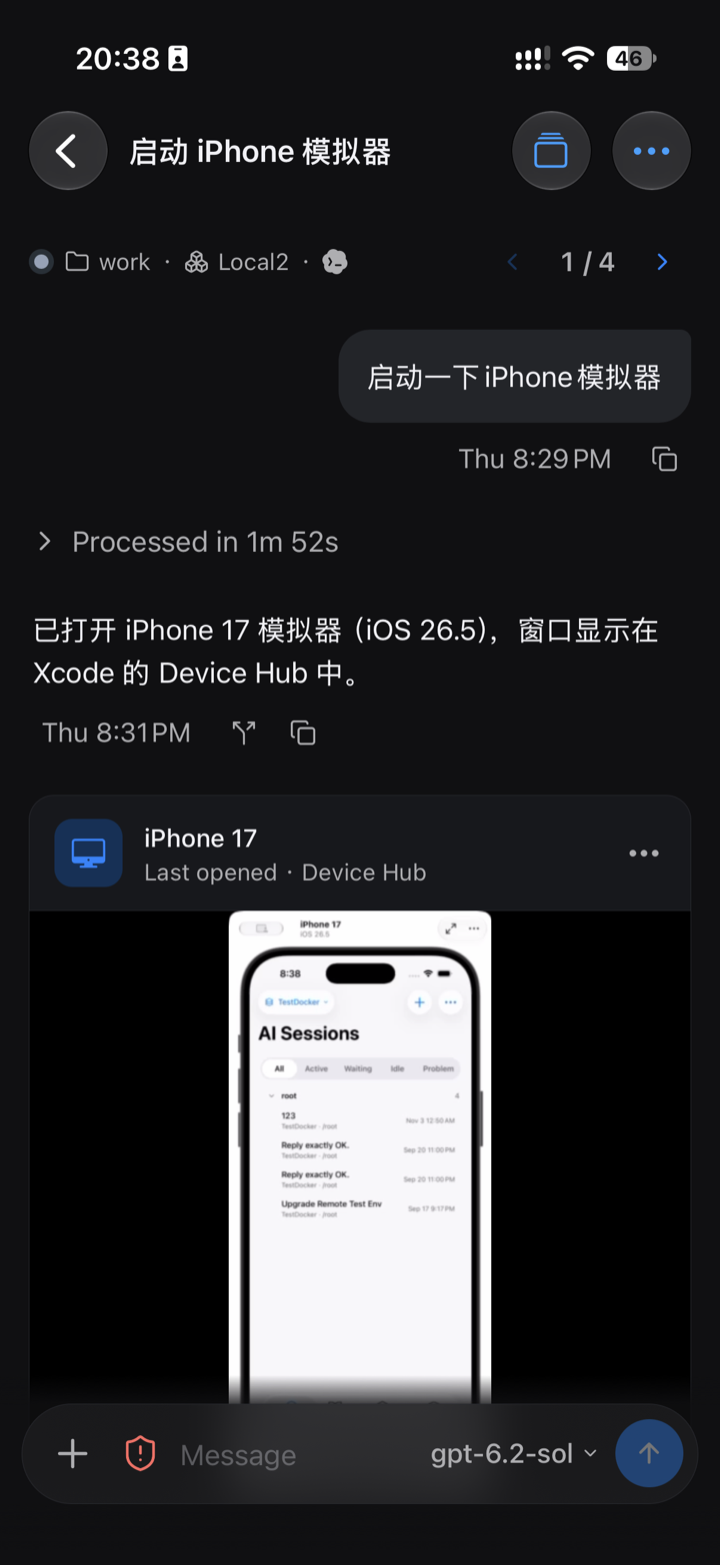 20:38
46
启动 iPhone 模拟器
work · Local2 ·
1 / 4
启动一下 iPhone 模拟器
Thu 8:29 PM
Processed in 1m 52s
已打开 iPhone 17 模拟器（iOS 26.5），窗口显示在
Xcode 的 Device Hub 中。
Thu 8:31 PM
iPhone 17
Last opened · Device Hub
iPhone 17
iOS 26.5
8:38
TestDocker
AI Sessions
All Active Waiting Idle Problem
root 4
123
TestDocker · /root
Nov 3 12:50 AM
Reply exactly OK.
TestDocker · /root
Sep 20 11:00 PM
Reply exactly OK.
TestDocker · /root
Sep 20 11:00 PM
Upgrade Remote Test Env
TestDocker · /root
Sep 17 9:17 PM
Message
gpt-6.2-sol